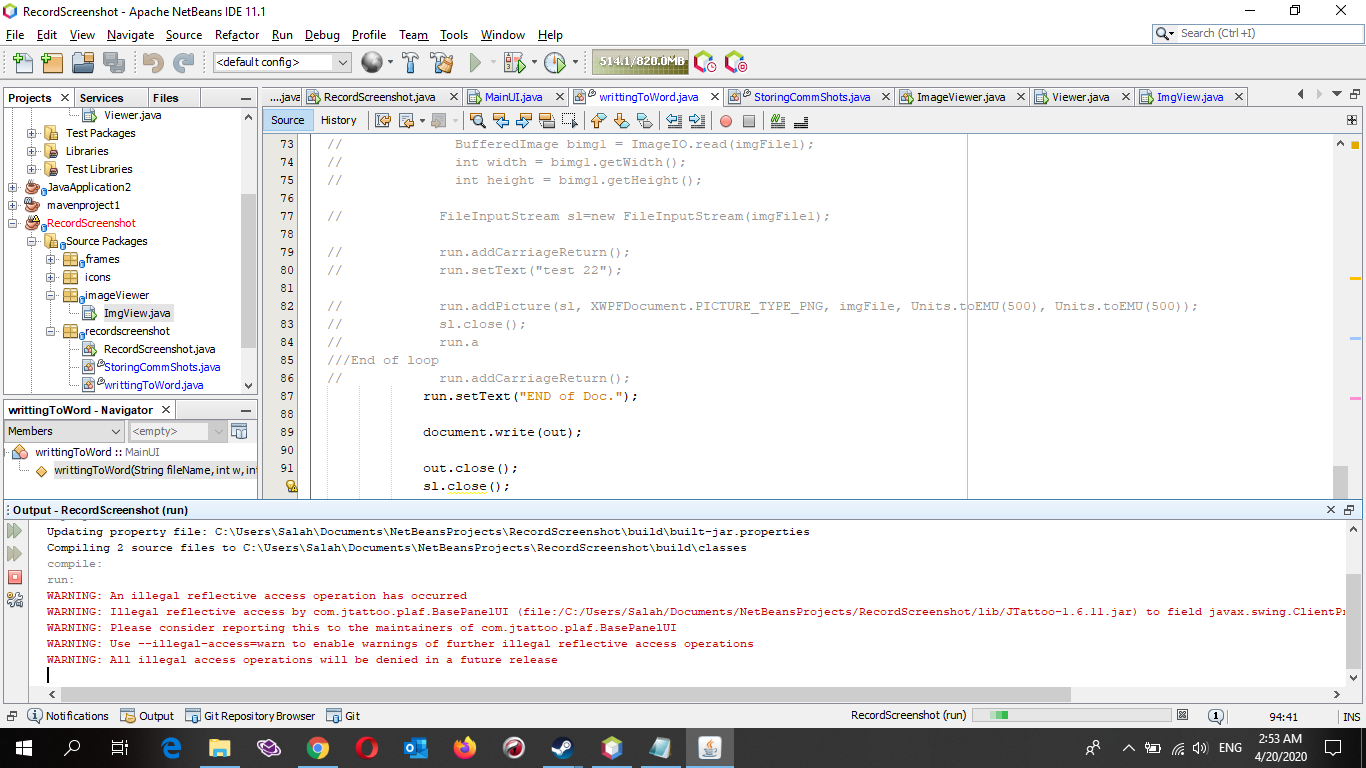 RecordScreenshot - Apache NetBeans IDE 11.1
File Edit View Navigate Source Refactor Run Debug Profile Team Tools Window Help
Search (Ctrl+I)
<default config>
514.1/820.0MB
Projects Services Files
Viewer.java
Test Packages
Libraries
Test Libraries
JavaApplication2
mavenproject1
RecordScreenshot
Source Packages
frames
icons
imageViewer
ImgView.java
recordscreenshot
RecordScreenshot.java
StoringCommShots.java
writtingToWord.java
writtingToWord - Navigator
Members <empty>
writtingToWord :: MainUI
writtingToWord(String fileName, int w, int
....java RecordScreenshot.java MainUI.java writtingToWord.java StoringCommShots.java ImageViewer.java Viewer.java ImgView.java
Source History
73 // BufferedImage bimg1 = ImageIO.read(imgFile1);
74 // int width = bimg1.getWidth();
75 // int height = bimg1.getHeight();
76
77 // FileInputStream sl=new FileInputStream(imgFile1);
78
79 // run.addCarriageReturn();
80 // run.setText("test 22");
81
82 // run.addPicture(sl, XWPFDocument.PICTURE_TYPE_PNG, imgFile, Units.toEMU(500), Units.toEMU(500));
83 // sl.close();
84 // run.a
85 ///End of loop
86 // run.addCarriageReturn();
87 run.setText("END of Doc.");
88
89 document.write(out);
90
91 out.close();
sl.close();
Output - RecordScreenshot (run)
Updating property file: C:\Users\Salah\Documents\NetBeansProjects\RecordScreenshot\build\built-jar.properties
Compiling 2 source files to C:\Users\Salah\Documents\NetBeansProjects\RecordScreenshot\build\classes
compile:
run:
WARNING: An illegal reflective access operation has occurred
WARNING: Illegal reflective access by com.jtattoo.plaf.BasePanelUI (file:/C:/Users/Salah/Documents/NetBeansProjects/RecordScreenshot/lib/JTattoo-1.6.11.jar) to field javax.swing.ClientPr
WARNING: Please consider reporting this to the maintainers of com.jtattoo.plaf.BasePanelUI
WARNING: Use --illegal-access=warn to enable warnings of further illegal reflective access operations
WARNING: All illegal access operations will be denied in a future release
Notifications Output Git Repository Browser Git
RecordScreenshot (run)
94:41 INS
ENG
2:53 AM
4/20/2020